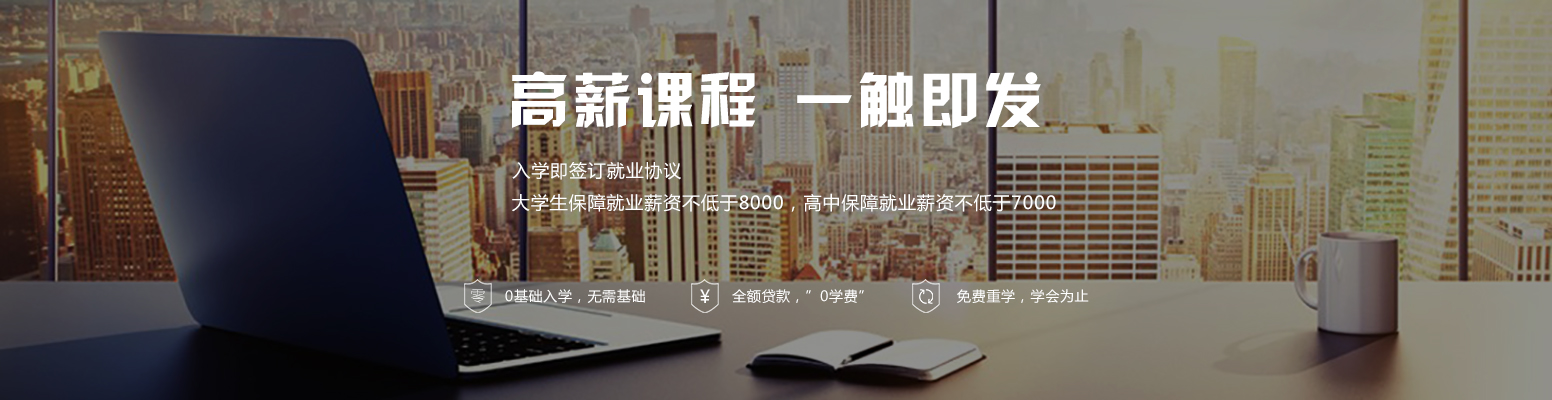 高薪课程 一触即发
入学即签订就业协议
大学生保障就业薪资不低于8000，高中保障就业薪资不低于7000
零 0基础入学，无需基础 ¥ 全额贷款，”0学费” 免费重学，学会为止